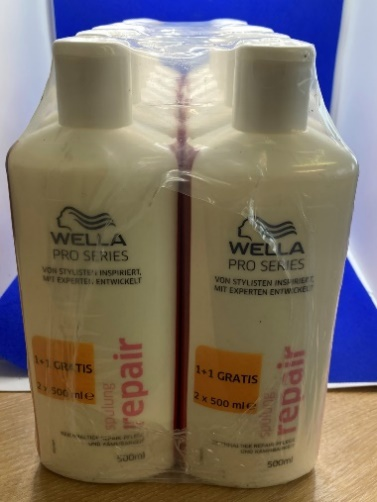 WELLA
PRO SERIES
VON STYLISTEN INSPIRIERT,
MIT EXPERTEN ENTWICKELT
1+1 GRATIS
2 x 500 ml e
spülung
repair
500ml
WELLA
PRO SERIES
VON STYLISTEN INSPIRIERT,
MIT EXPERTEN ENTWICKELT
1+1 GRATIS
2 x 500 ml e
repair
500ml